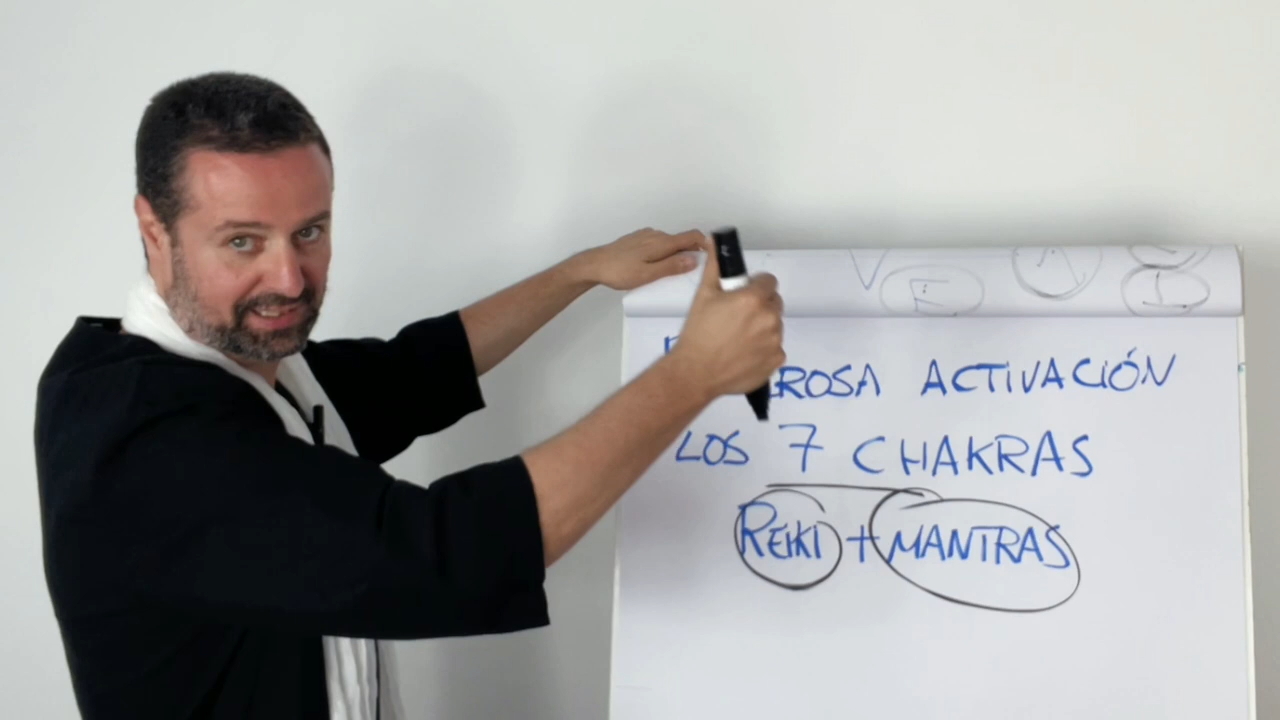 ROSA ACTIVACIÓN
LOS 7 CHAKRAS
REIKI + MANTRAS